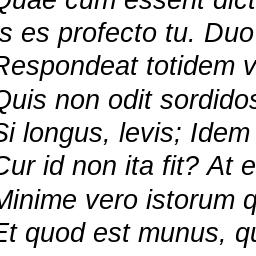 Quae cum essent dict
is es profecto tu. Duo
Respondeat totidem v
Quis non odit sordidos
Si longus, levis; Idem
Cur id non ita fit? At e
Minime vero istorum q
Et quod est munus, qu